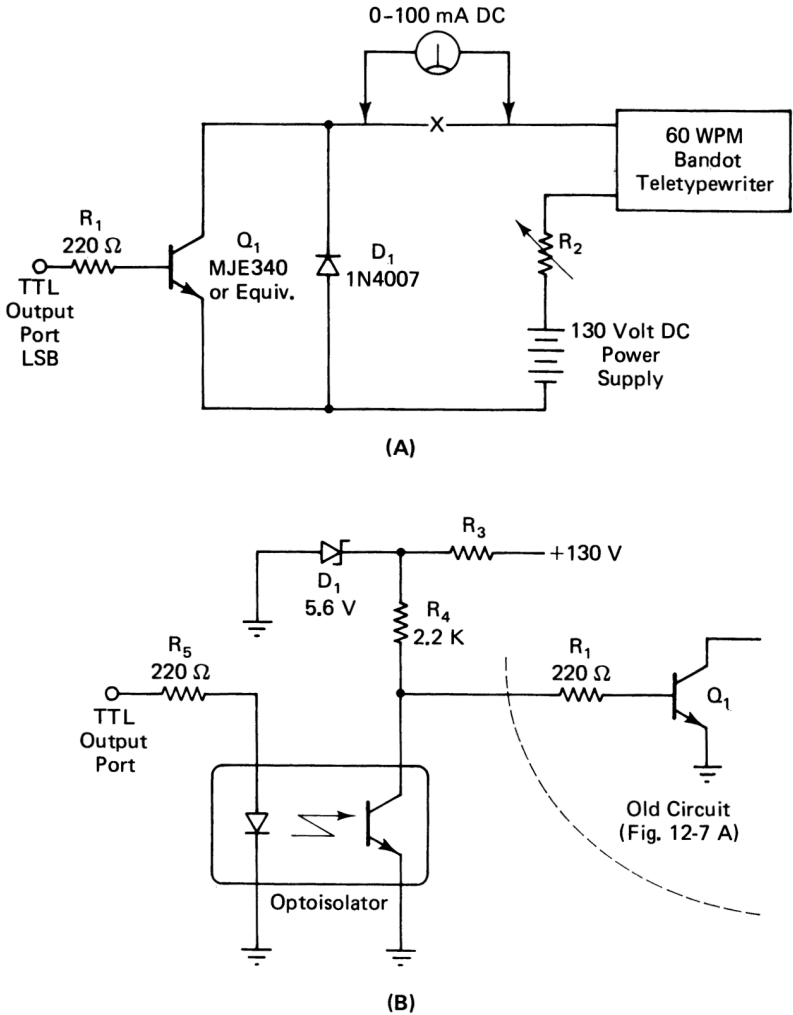 0-100 mA DC
X
60 WPM
Bandot
Teletypewriter
R1
220 Ω
Q1
MJE340
or Equiv.
D1
1N4007
R2
TTL
Output
Port
LSB
130 Volt DC
Power
Supply
(A)
R3
+130 V
D1
5.6 V
R4
2.2 K
R5
220 Ω
R1
220 Ω
Q1
TTL
Output
Port
Old Circuit
(Fig. 12-7 A)
Optoisolator
(B)